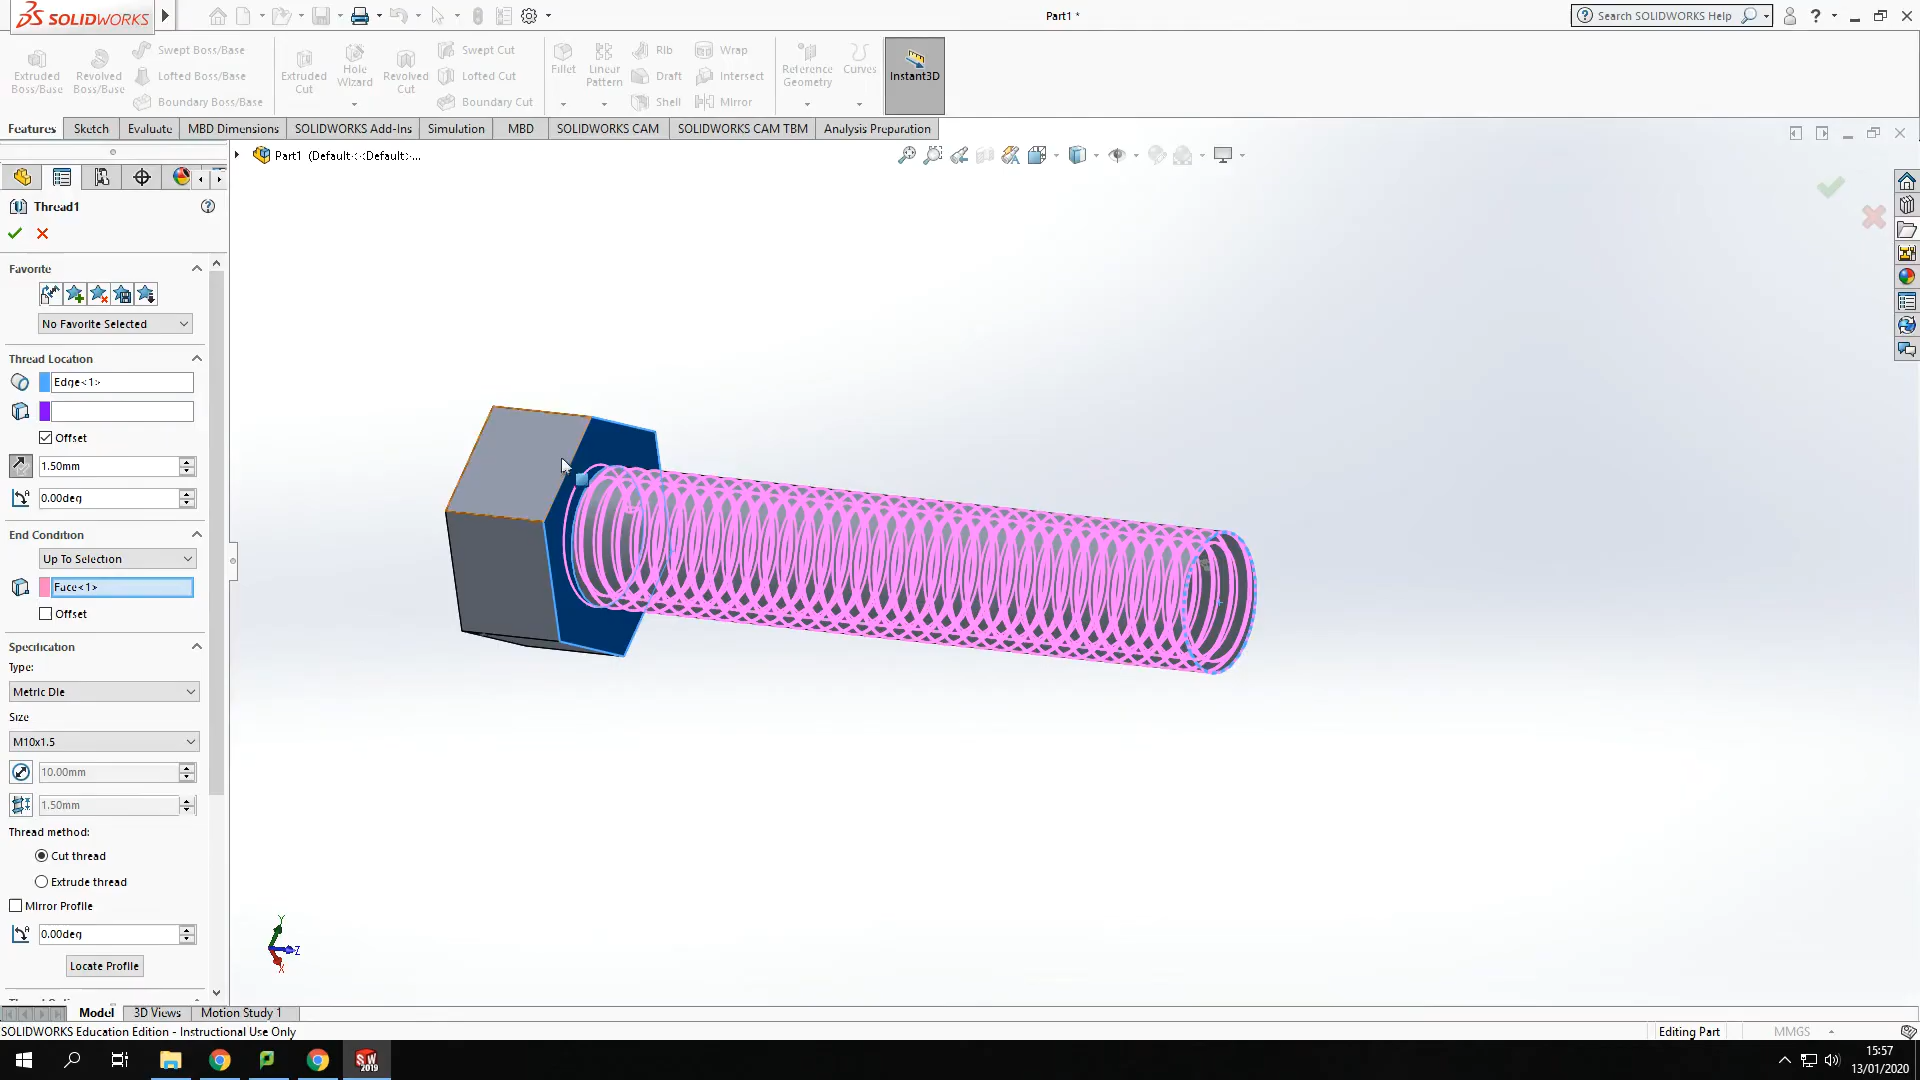 SOLIDWORKS
Part1 *
Search SOLIDWORKS Help
Extruded Boss/Base
Revolved Boss/Base
Swept Boss/Base
Lofted Boss/Base
Boundary Boss/Base
Extruded Cut
Hole Wizard
Revolved Cut
Swept Cut
Lofted Cut
Boundary Cut
Fillet
Linear Pattern
Rib
Draft
Shell
Wrap
Intersect
Mirror
Reference Geometry
Curves
Instant3D
Features
Sketch
Evaluate
MBD Dimensions
SOLIDWORKS Add-Ins
Simulation
MBD
SOLIDWORKS CAM
SOLIDWORKS CAM TBM
Analysis Preparation
Part1 (Default<<Default>...
Thread1
Favorite
No Favorite Selected
Thread Location
Edge<1>
Offset
1.50mm
0.00deg
End Condition
Up To Selection
Face<1>
Offset
Specification
Type:
Metric Die
Size
M10x1.5
10.00mm
1.50mm
Thread method:
Cut thread
Extrude thread
Mirror Profile
0.00deg
Locate Profile
Y
Z
X
Model
3D Views
Motion Study 1
SOLIDWORKS Education Edition - Instructional Use Only
Editing Part
MMGS
SW
2019
15:57
13/01/2020